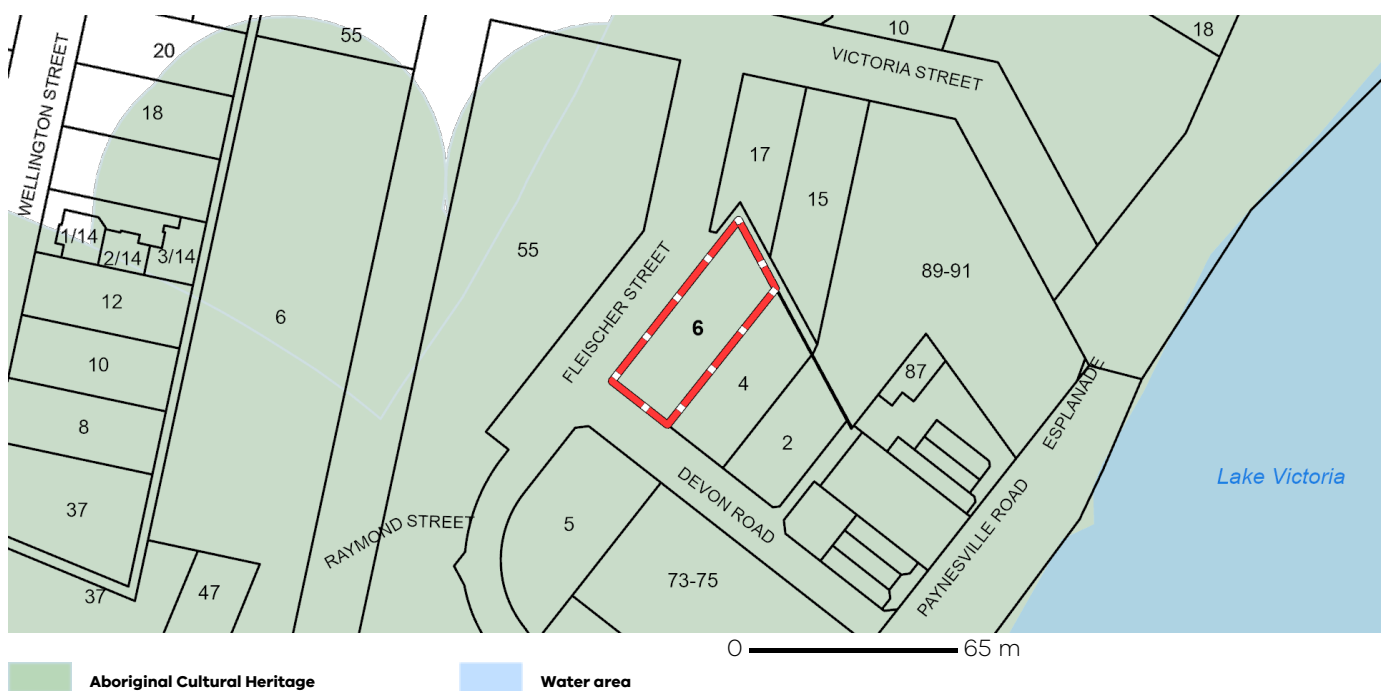 55
10
18
20
VICTORIA STREET
WELLINGTON STREET
18
17
15
1/14
2/14
3/14
55
FLEISCHER STREET
89-91
12
6
6
10
4
87
ESPLANADE
8
2
Lake Victoria
37
RAYMOND STREET
5
DEVON ROAD
PAYNESVILLE ROAD
73-75
37
47
0 65 m
Aboriginal Cultural Heritage
Water area